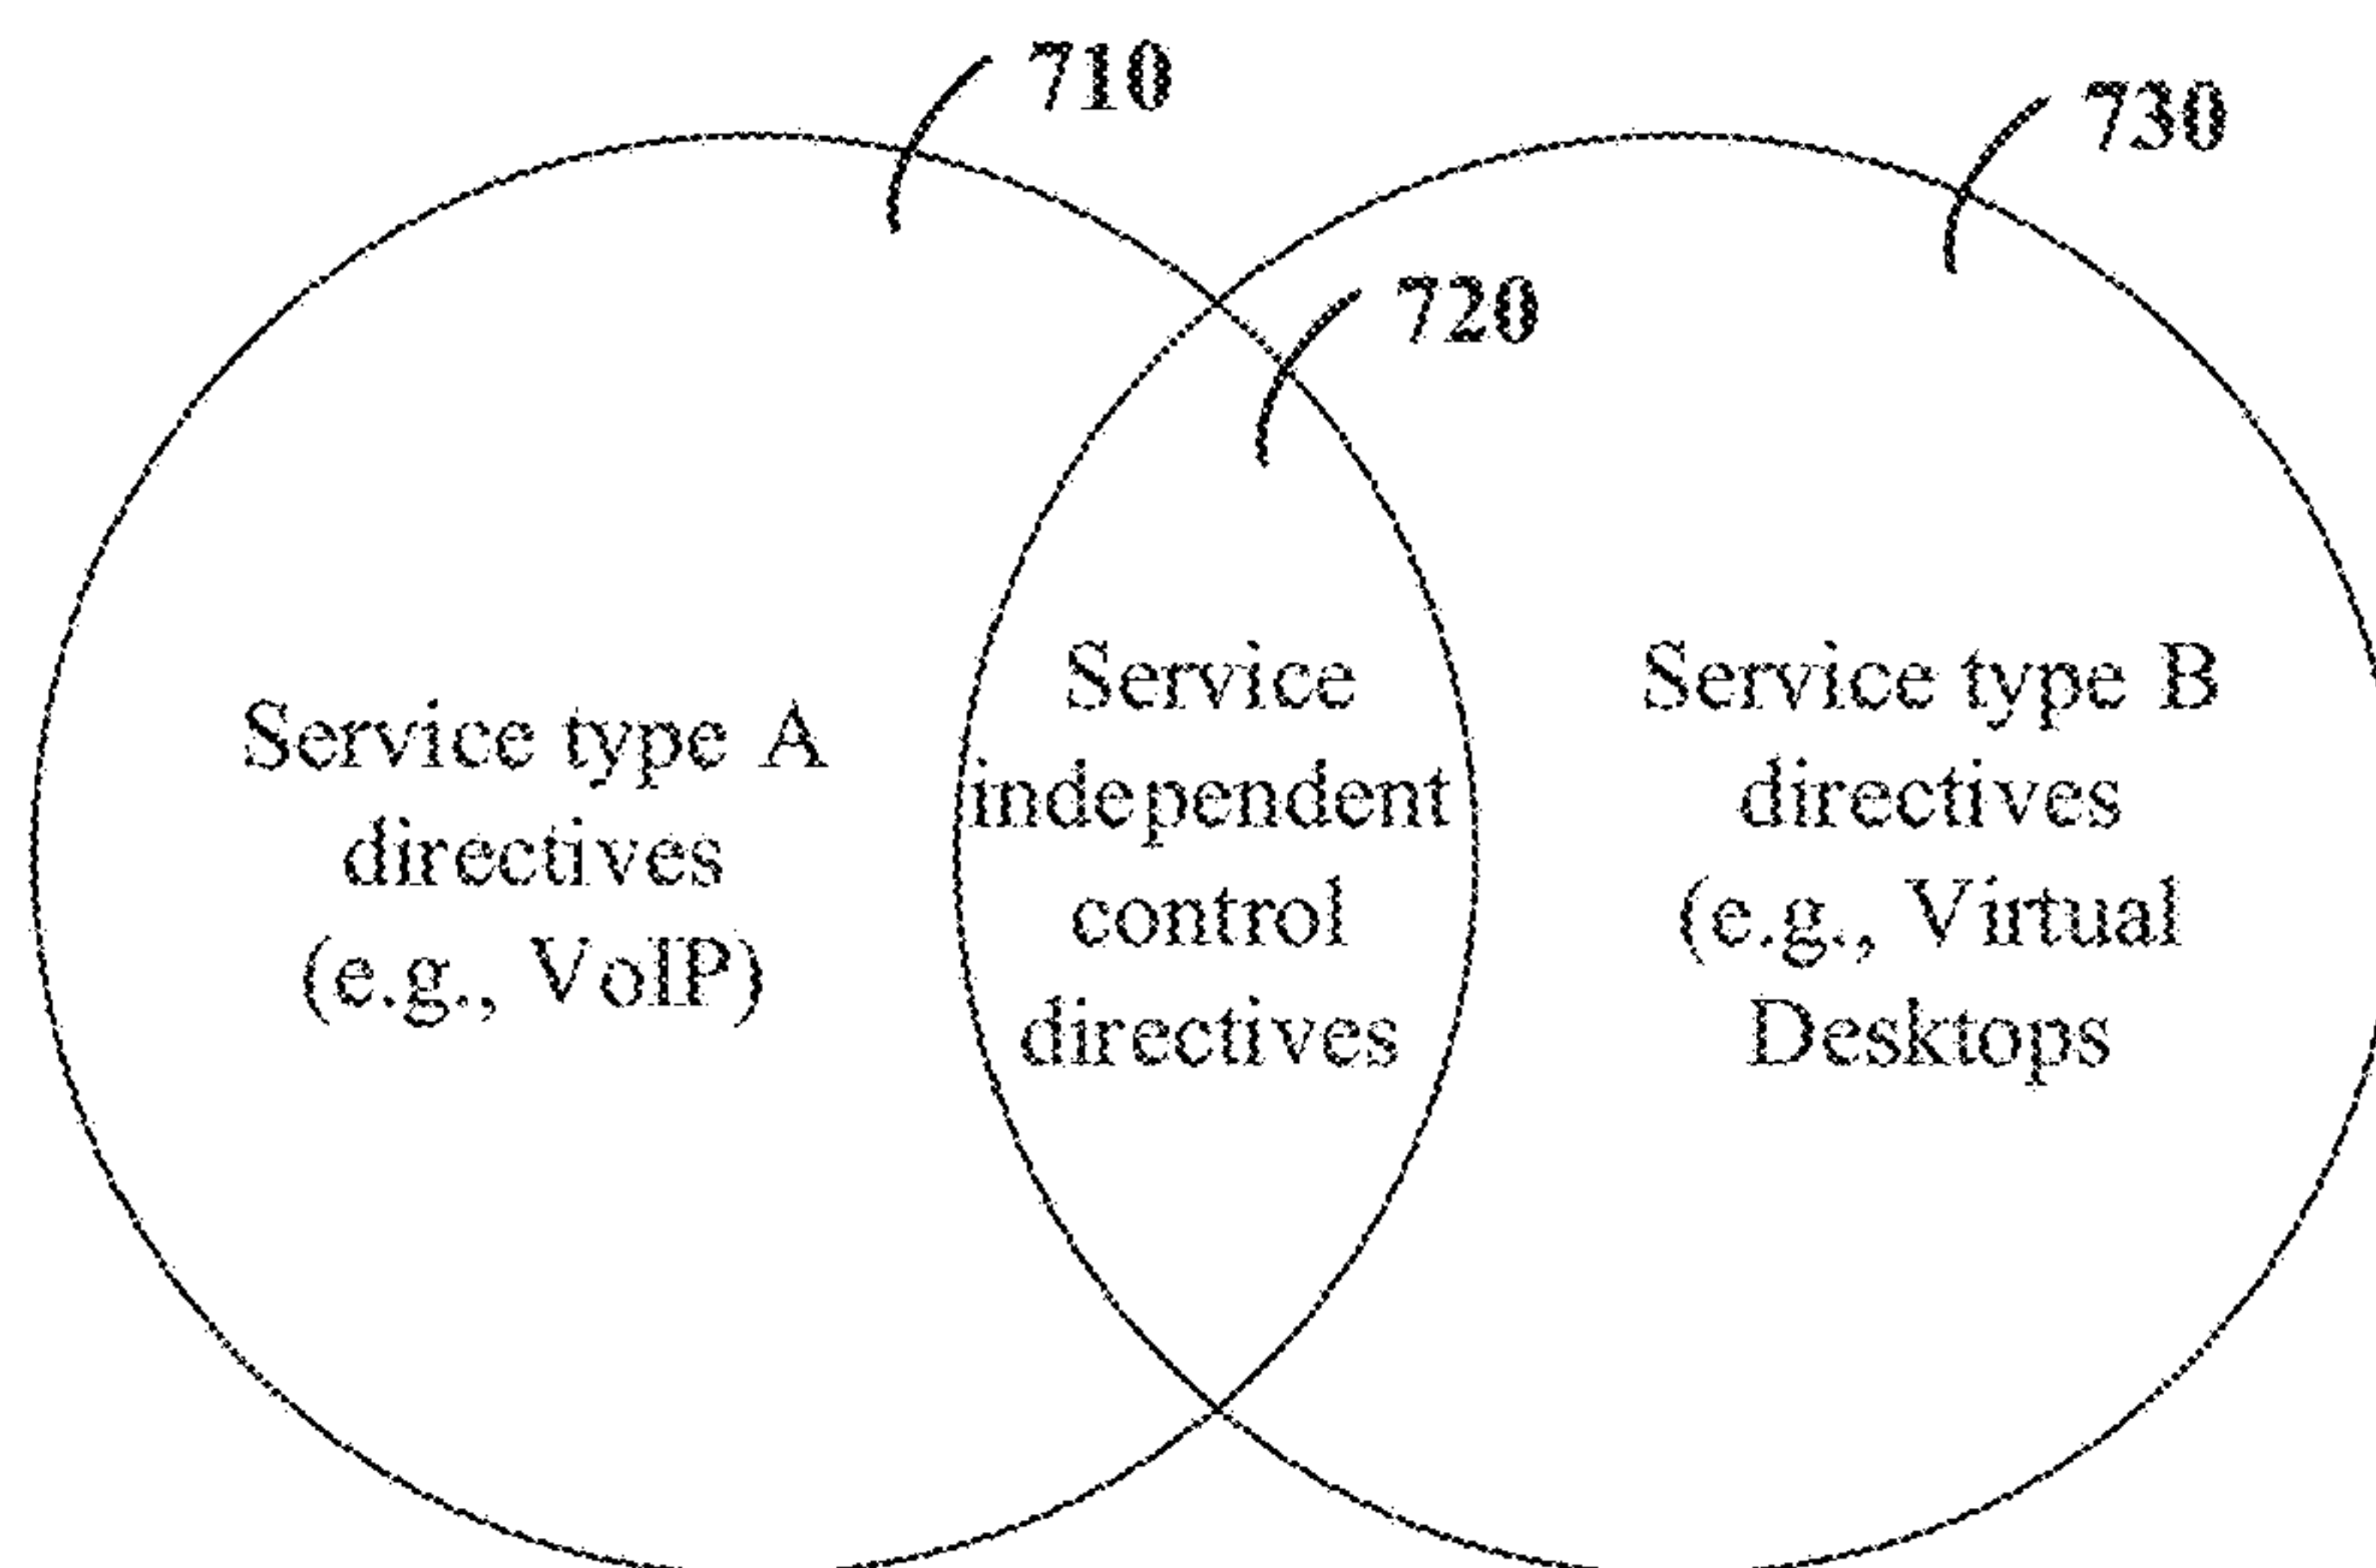 710
730
720
Service type A
directives
(e.g., VoIP)
Service
independent
control
directives
Service type B
directives
(e.g., Virtual
Desktops